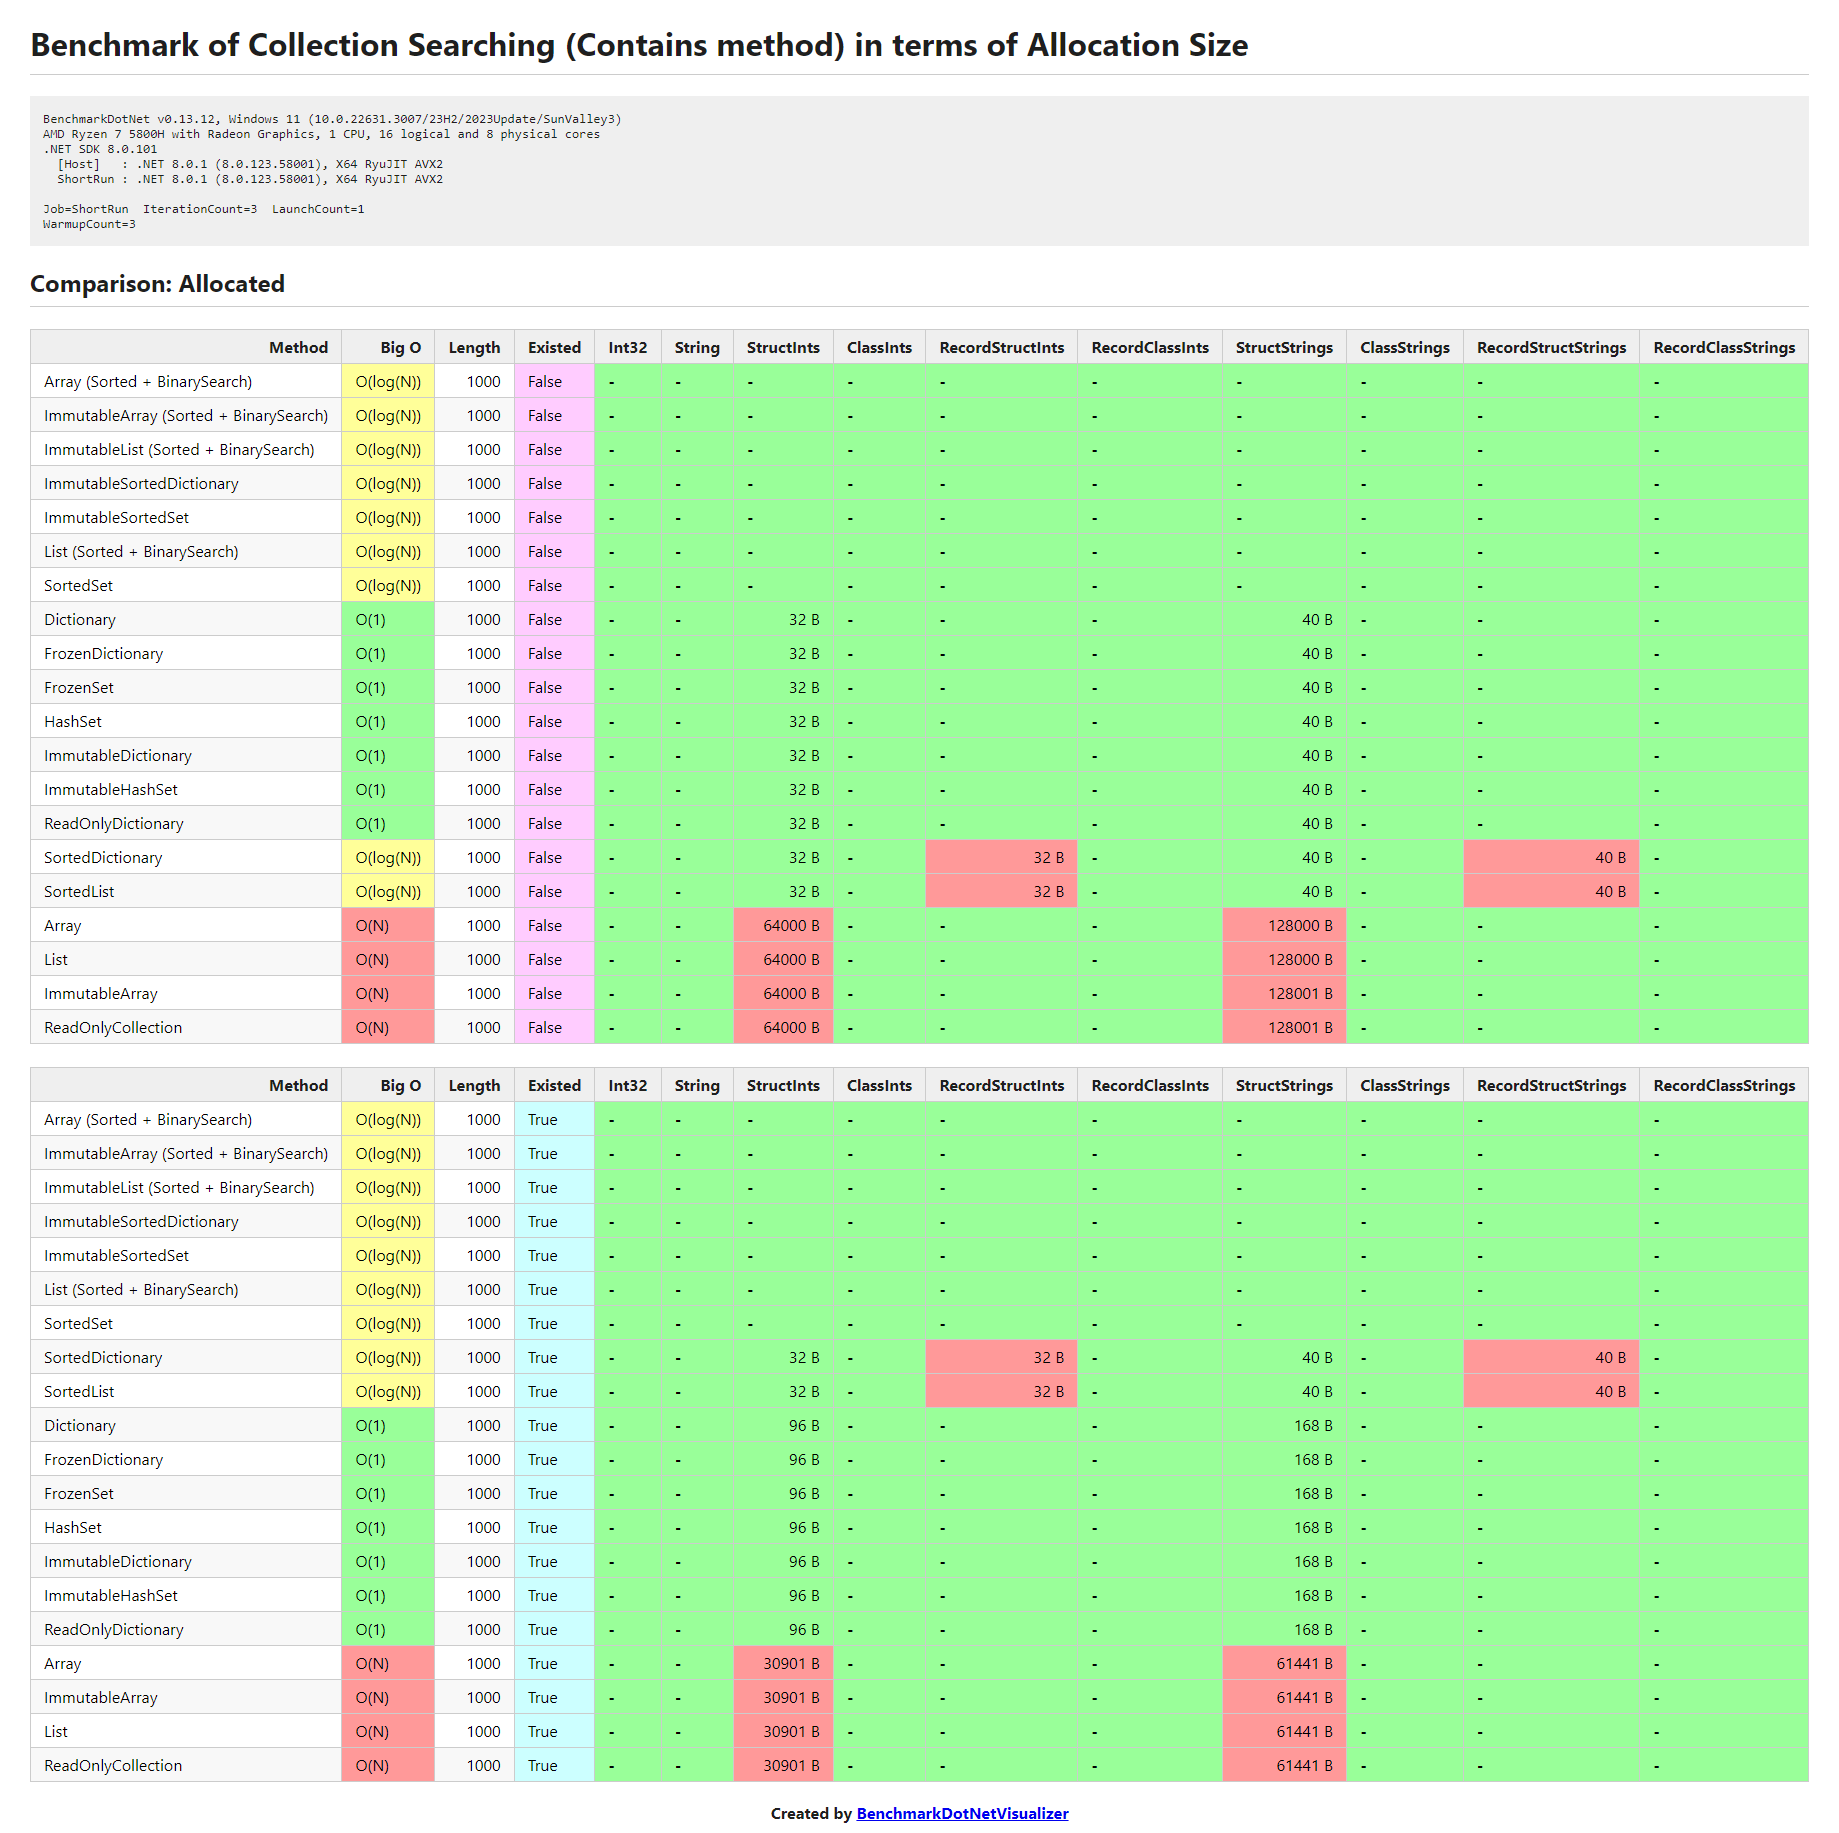 Benchmark of Collection Searching (Contains method) in terms of Allocation Size
BenchmarkDotNet v0.13.12, Windows 11 (10.0.22631.3007/23H2/2023Update/SunValley3)
AMD Ryzen 7 5800H with Radeon Graphics, 1 CPU, 16 logical and 8 physical cores
.NET SDK 8.0.101
[Host]   : .NET 8.0.1 (8.0.123.58001), X64 RyuJIT AVX2
ShortRun : .NET 8.0.1 (8.0.123.58001), X64 RyuJIT AVX2
Job=ShortRun  IterationCount=3  LaunchCount=1
WarmupCount=3
Comparison: Allocated
Method Big O Length Existed Int32 String StructInts ClassInts RecordStructInts RecordClassInts StructStrings ClassStrings RecordStructStrings RecordClassStrings
Array (Sorted + BinarySearch) O(log(N)) 1000 False - - - - - - - - - -
ImmutableArray (Sorted + BinarySearch) O(log(N)) 1000 False - - - - - - - - - -
ImmutableList (Sorted + BinarySearch) O(log(N)) 1000 False - - - - - - - - - -
ImmutableSortedDictionary O(log(N)) 1000 False - - - - - - - - - -
ImmutableSortedSet O(log(N)) 1000 False - - - - - - - - - -
List (Sorted + BinarySearch) O(log(N)) 1000 False - - - - - - - - - -
SortedSet O(log(N)) 1000 False - - - - - - - - - -
Dictionary O(1) 1000 False - - 32 B - - - 40 B - - -
FrozenDictionary O(1) 1000 False - - 32 B - - - 40 B - - -
FrozenSet O(1) 1000 False - - 32 B - - - 40 B - - -
HashSet O(1) 1000 False - - 32 B - - - 40 B - - -
ImmutableDictionary O(1) 1000 False - - 32 B - - - 40 B - - -
ImmutableHashSet O(1) 1000 False - - 32 B - - - 40 B - - -
ReadOnlyDictionary O(1) 1000 False - - 32 B - - - 40 B - - -
SortedDictionary O(log(N)) 1000 False - - 32 B - 32 B - 40 B - 40 B -
SortedList O(log(N)) 1000 False - - 32 B - 32 B - 40 B - 40 B -
Array O(N) 1000 False - - 64000 B - - - 128000 B - - -
List O(N) 1000 False - - 64000 B - - - 128000 B - - -
ImmutableArray O(N) 1000 False - - 64000 B - - - 128001 B - - -
ReadOnlyCollection O(N) 1000 False - - 64000 B - - - 128001 B - - -
Method Big O Length Existed Int32 String StructInts ClassInts RecordStructInts RecordClassInts StructStrings ClassStrings RecordStructStrings RecordClassStrings
Array (Sorted + BinarySearch) O(log(N)) 1000 True - - - - - - - - - -
ImmutableArray (Sorted + BinarySearch) O(log(N)) 1000 True - - - - - - - - - -
ImmutableList (Sorted + BinarySearch) O(log(N)) 1000 True - - - - - - - - - -
ImmutableSortedDictionary O(log(N)) 1000 True - - - - - - - - - -
ImmutableSortedSet O(log(N)) 1000 True - - - - - - - - - -
List (Sorted + BinarySearch) O(log(N)) 1000 True - - - - - - - - - -
SortedSet O(log(N)) 1000 True - - - - - - - - - -
SortedDictionary O(log(N)) 1000 True - - 32 B - 32 B - 40 B - 40 B -
SortedList O(log(N)) 1000 True - - 32 B - 32 B - 40 B - 40 B -
Dictionary O(1) 1000 True - - 96 B - - - 168 B - - -
FrozenDictionary O(1) 1000 True - - 96 B - - - 168 B - - -
FrozenSet O(1) 1000 True - - 96 B - - - 168 B - - -
HashSet O(1) 1000 True - - 96 B - - - 168 B - - -
ImmutableDictionary O(1) 1000 True - - 96 B - - - 168 B - - -
ImmutableHashSet O(1) 1000 True - - 96 B - - - 168 B - - -
ReadOnlyDictionary O(1) 1000 True - - 96 B - - - 168 B - - -
Array O(N) 1000 True - - 30901 B - - - 61441 B - - -
ImmutableArray O(N) 1000 True - - 30901 B - - - 61441 B - - -
List O(N) 1000 True - - 30901 B - - - 61441 B - - -
ReadOnlyCollection O(N) 1000 True - - 30901 B - - - 61441 B - - -
Created by BenchmarkDotNetVisualizer